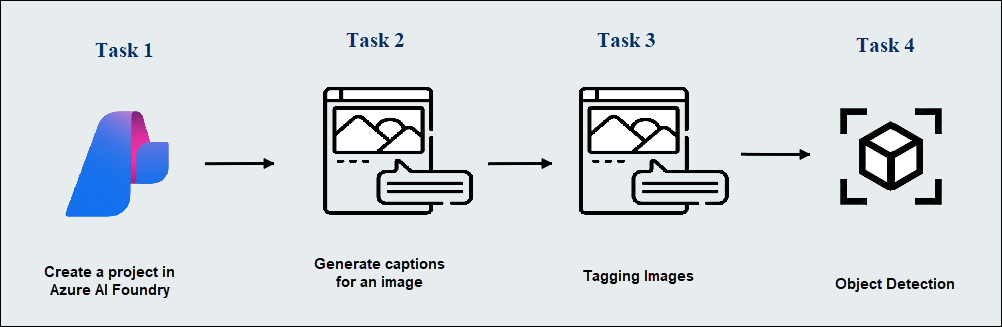 Task 1
Task 2
Task 3
Task 4
Create a project in
Azure AI Foundry
Generate captions
for an image
Tagging Images
Object Detection